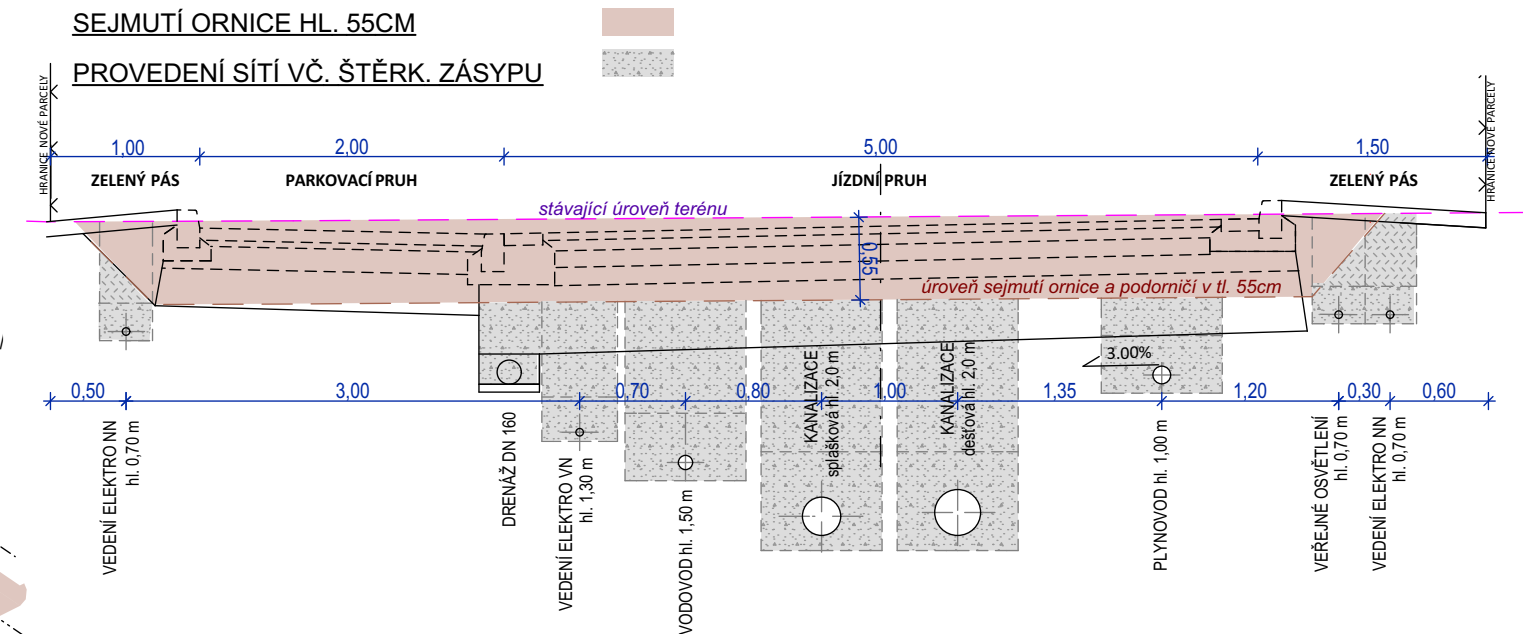 SEJMUTÍ ORNICE HL. 55CM
PROVEDENÍ SÍTÍ VČ. ŠTĚRK. ZÁSYPU
HRANICE NOVÉ PARCELY
HRANICE NOVÉ PARCELY
1,00
2,00
5,00
1,50
ZELENÝ PÁS
PARKOVACÍ PRUH
JÍZDNÍ PRUH
ZELENÝ PÁS
stávající úroveň terénu
0,55
úroveň sejmutí ornice a podorničí v tl. 55cm
3.00%
0,50
3,00
0,70
0,80
1,00
1,35
1,20
0,30
0,60
VEDENÍ ELEKTRO NN
hl. 0,70 m
DRENÁŽ DN 160
VEDENÍ ELEKTRO VN
hl. 1,30 m
VODOVOD hl. 1,50 m
KANALIZACE
splašková hl. 2,0 m
KANALIZACE
dešťová hl. 2,0 m
PLYNOVOD hl. 1,00 m
VEŘEJNÉ OSVĚTLENÍ
hl. 0,70 m
VEDENÍ ELEKTRO NN
hl. 0,70 m